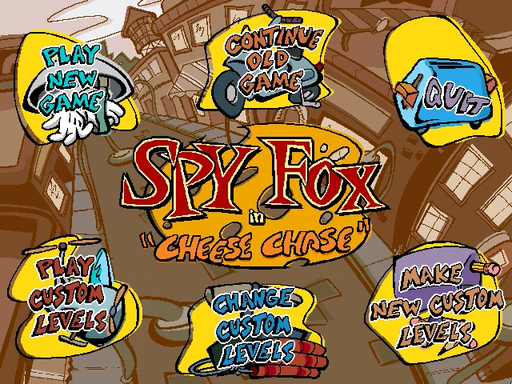 PLAY
NEW
GAME
CONTINUE
OLD
GAME
QUIT
SPY FOX
in
"CHEESE CHASE"
PLAY
CUSTOM
LEVELS
CHANGE
CUSTOM
LEVELS
MAKE
NEW CUSTOM
LEVELS